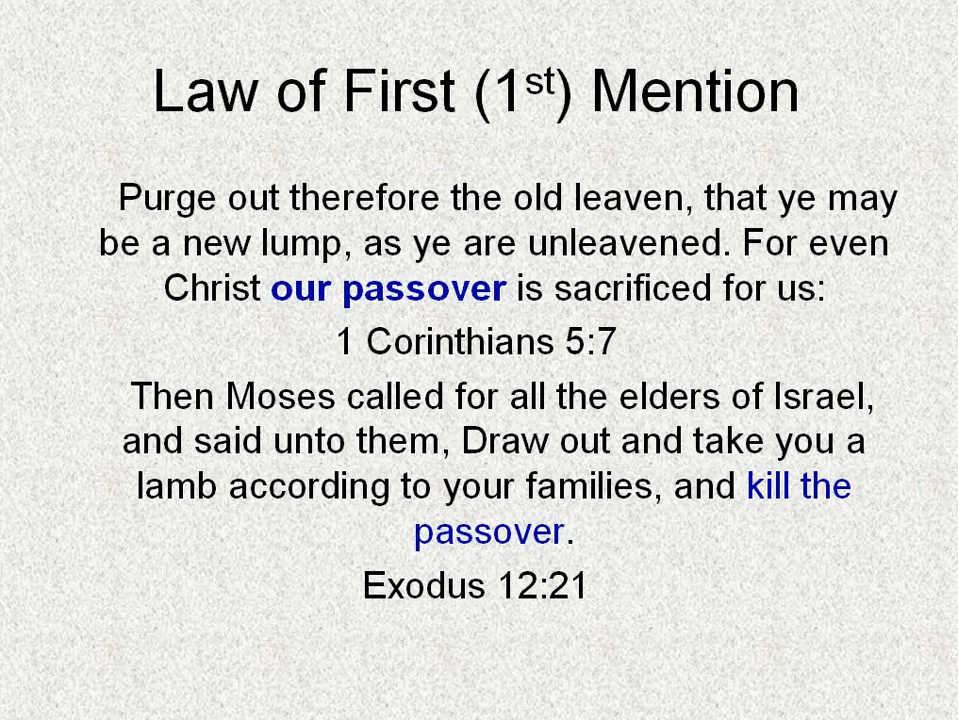 Law of First (1st) Mention
Purge out therefore the old leaven, that ye may
be a new lump, as ye are unleavened. For even
Christ our passover is sacrificed for us:
1 Corinthians 5:7
Then Moses called for all the elders of Israel,
and said unto them, Draw out and take you a
lamb according to your families, and kill the
passover.
Exodus 12:21